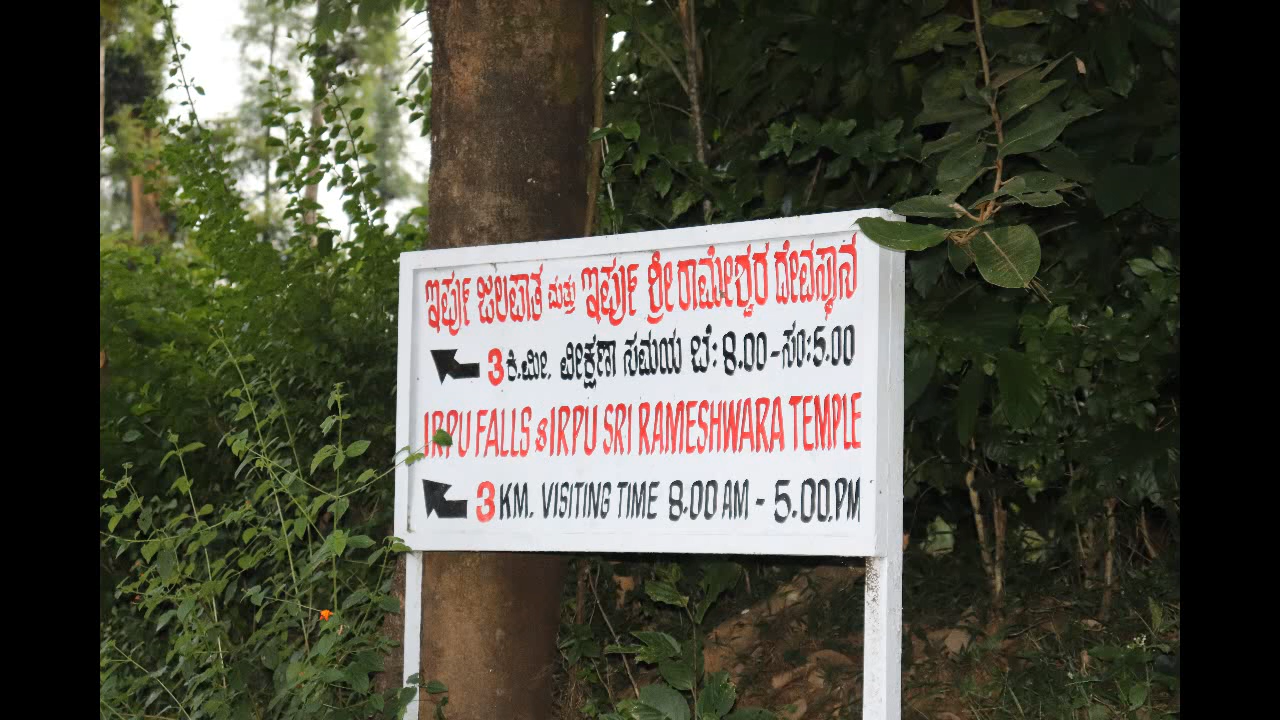 ಇರ್ಪು ಜಲಪಾತ ಮತ್ತು ಇರ್ಪು ಶ್ರೀ ರಾಮೇಶ್ವರ ದೇವಸ್ಥಾನ
3 ಕಿ.ಮೀ. ವೀಕ್ಷಣಾ ಸಮಯ ಬೆ: 8.00 - ಸಂ: 5.00
IRPU FALLS & IRPU SRI RAMESHWARA TEMPLE
3 KM. VISITING TIME 8.00 AM - 5.00.PM